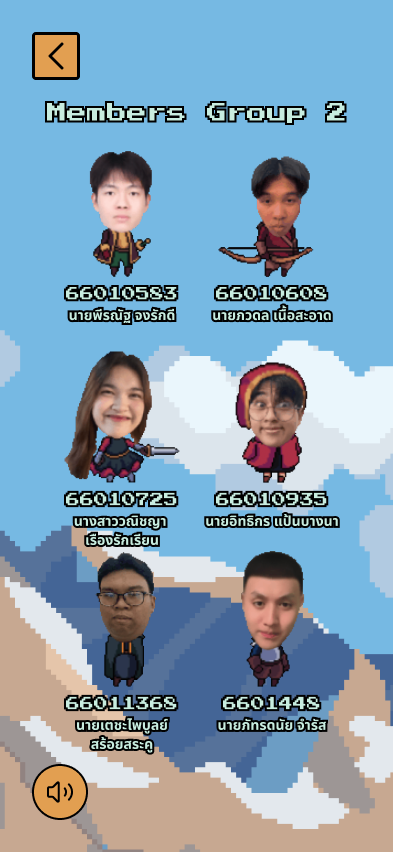 Members Group 2
66010583
นายพีรณัฐ จงรักดี
66010608
นายภวดล เนื้อสะอาด
66010725
นางสาววณิชญา
เรืองรักเรียน
66010935
นายอิทธิกร แป้นบางนา
66011368
นายเตชะไพบูลย์
สร้อยสระคู
6601448
นายภัทรดนัย จำรัส